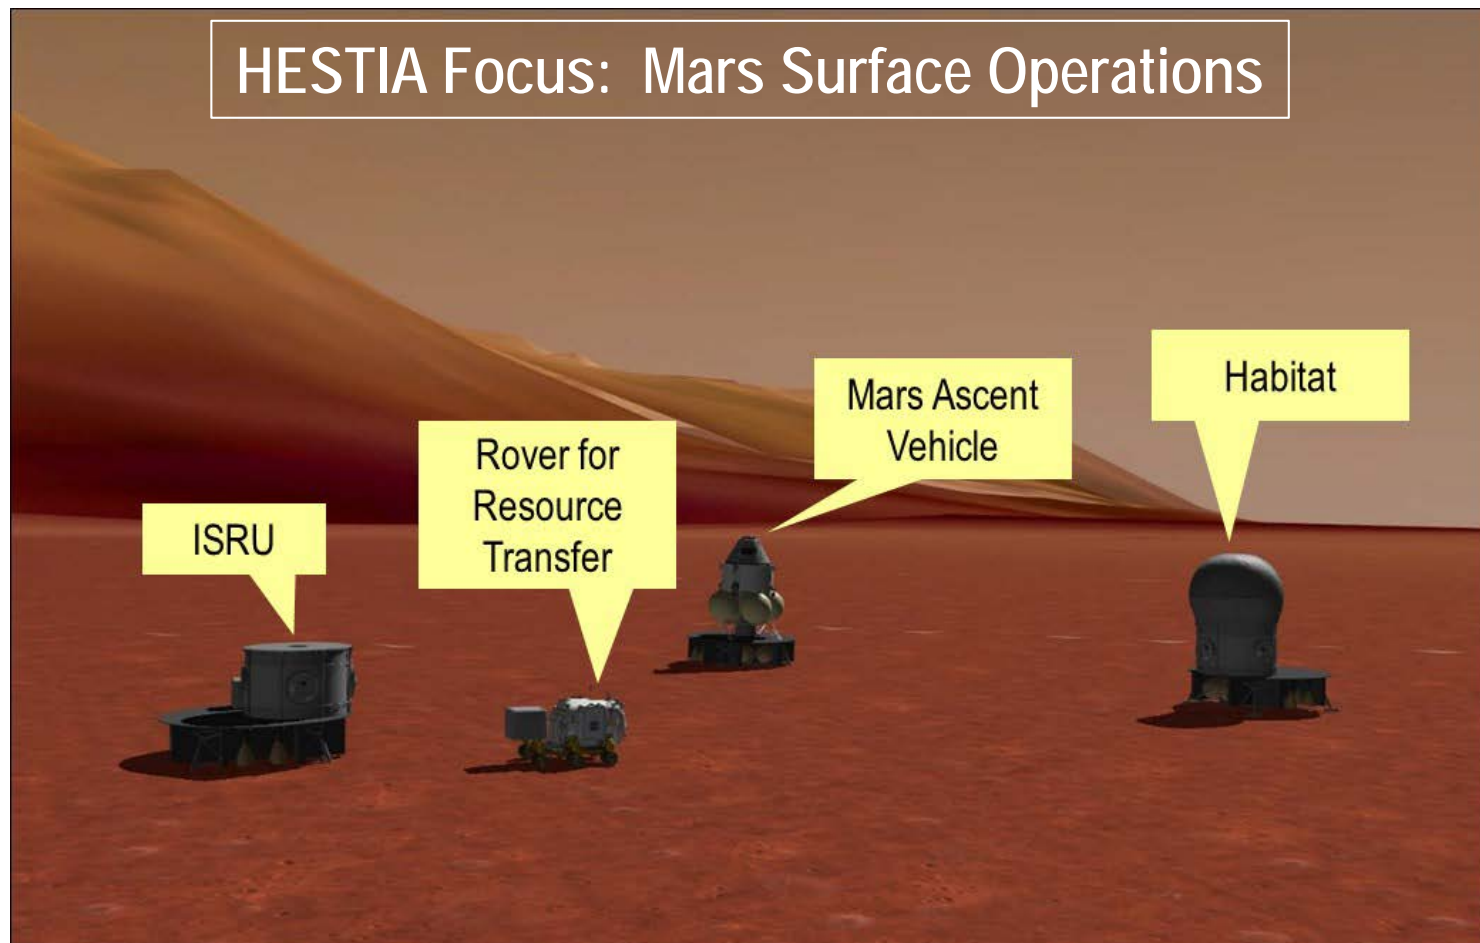 HESTIA Focus: Mars Surface Operations
ISRU
Rover for
Resource
Transfer
Mars Ascent
Vehicle
Habitat